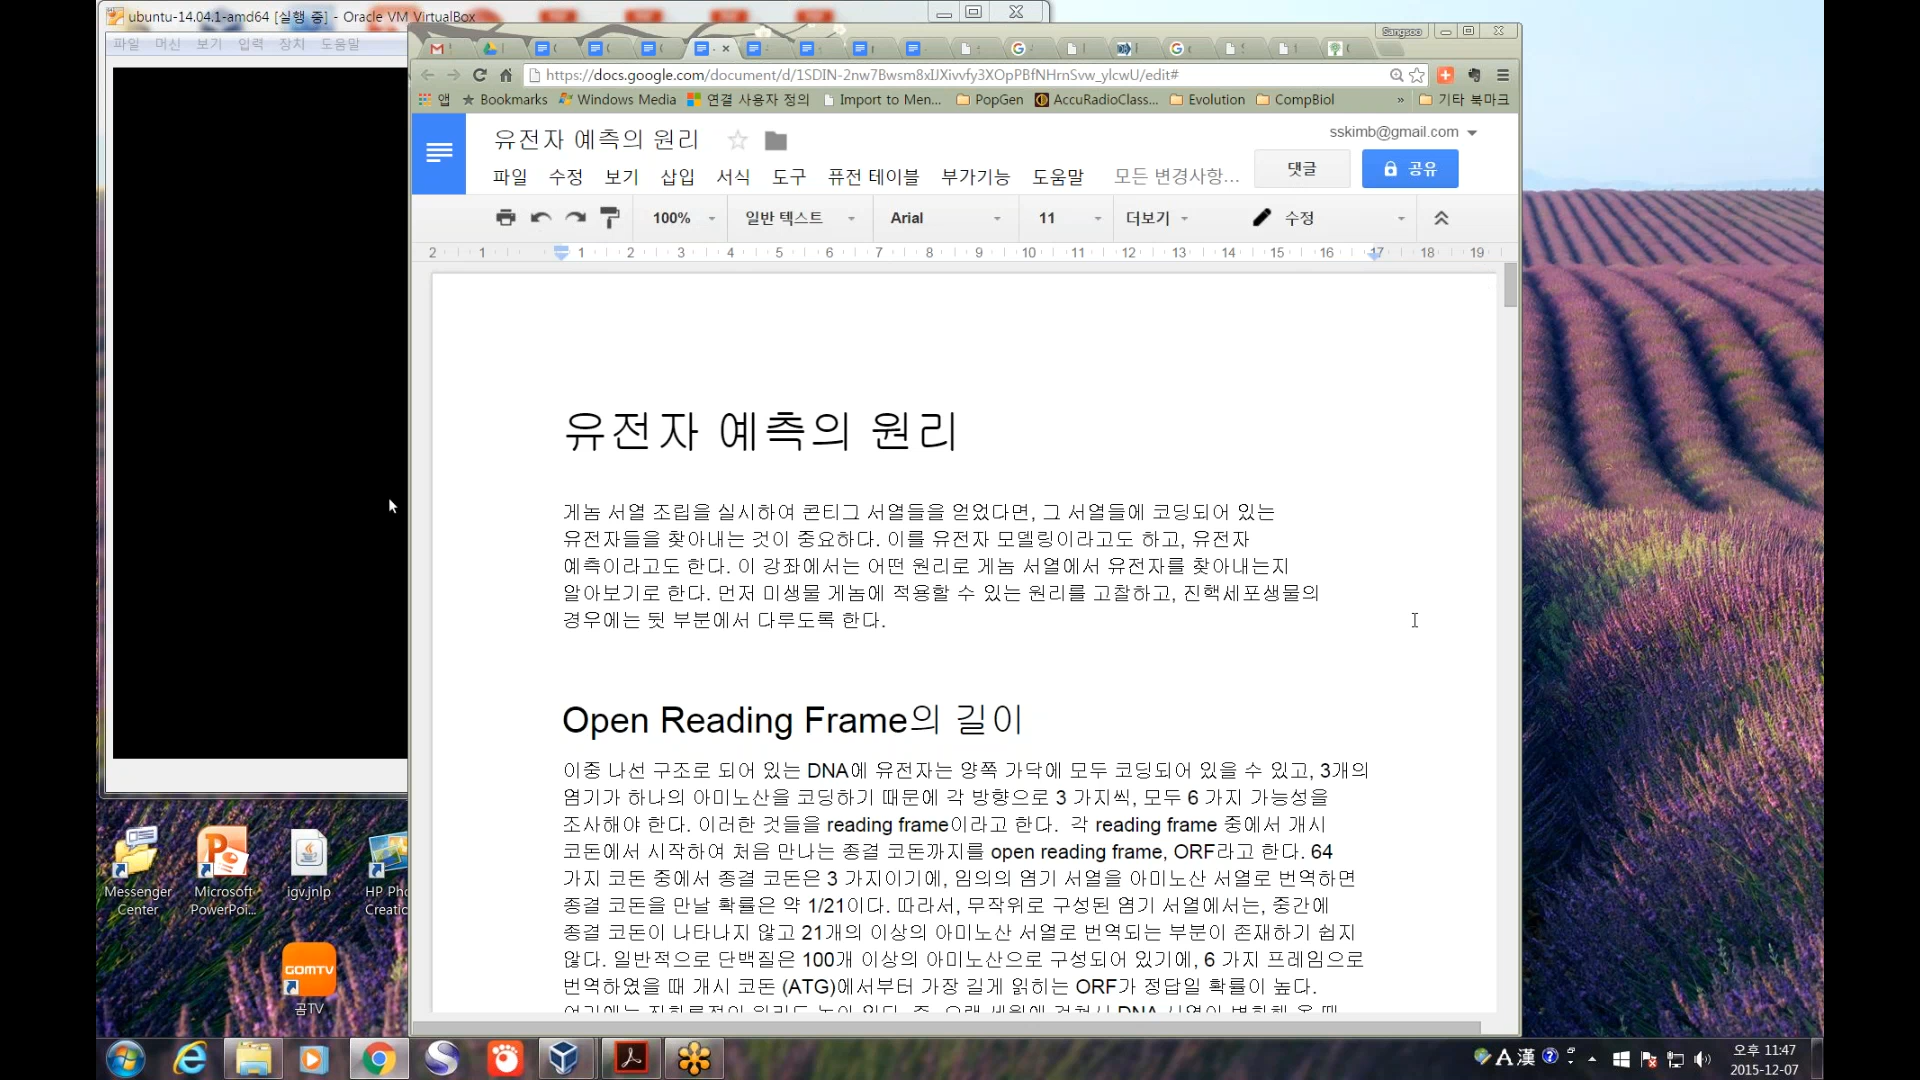 ubuntu-14.04.1-amd64 [실행 중] - Oracle VM VirtualBox
파일 머신 보기 입력 장치 도움말
Sangsoo
https://docs.google.com/document/d/1SDIN-2nw7Bwsm8xIJXivvfy3XOpPBfNHrnSvw_ylcwU/edit#
앱 Bookmarks Windows Media 연결 사용자 정의 Import to Men... PopGen AccuRadioClass... Evolution CompBiol » 기타 북마크
유전자 예측의 원리
sskimb@gmail.com
파일 수정 보기 삽입 서식 도구 퓨전 테이블 부가기능 도움말 모든 변경사항...
댓글 공유
100% 일반 텍스트 Arial 11 더보기 수정
2 1 1 2 3 4 5 6 7 8 9 10 11 12 13 14 15 16 17 18 19
유전자 예측의 원리
게놈 서열 조립을 실시하여 콘티그 서열들을 얻었다면, 그 서열들에 코딩되어 있는
유전자들을 찾아내는 것이 중요하다. 이를 유전자 모델링이라고도 하고, 유전자
예측이라고도 한다. 이 강좌에서는 어떤 원리로 게놈 서열에서 유전자를 찾아내는지
알아보기로 한다. 먼저 미생물 게놈에 적용할 수 있는 원리를 고찰하고, 진핵세포생물의
경우에는 뒷 부분에서 다루도록 한다.
Open Reading Frame의 길이
이중 나선 구조로 되어 있는 DNA에 유전자는 양쪽 가닥에 모두 코딩되어 있을 수 있고, 3개의
염기가 하나의 아미노산을 코딩하기 때문에 각 방향으로 3 가지씩, 모두 6 가지 가능성을
조사해야 한다. 이러한 것들을 reading frame이라고 한다. 각 reading frame 중에서 개시
코돈에서 시작하여 처음 만나는 종결 코돈까지를 open reading frame, ORF라고 한다. 64
가지 코돈 중에서 종결 코돈은 3 가지이기에, 임의의 염기 서열을 아미노산 서열로 번역하면
종결 코돈을 만날 확률은 약 1/21이다. 따라서, 무작위로 구성된 염기 서열에서는, 중간에
종결 코돈이 나타나지 않고 21개의 이상의 아미노산 서열로 번역되는 부분이 존재하기 쉽지
않다. 일반적으로 단백질은 100개 이상의 아미노산으로 구성되어 있기에, 6 가지 프레임으로
번역하였을 때 개시 코돈 (ATG)에서부터 가장 길게 읽히는 ORF가 정답일 확률이 높다.
Messenger Center
Microsoft PowerPoi...
igv.jnlp
HP Pho
Creatic
GOMTV
곰TV
A 漢
오후 11:47
2015-12-07